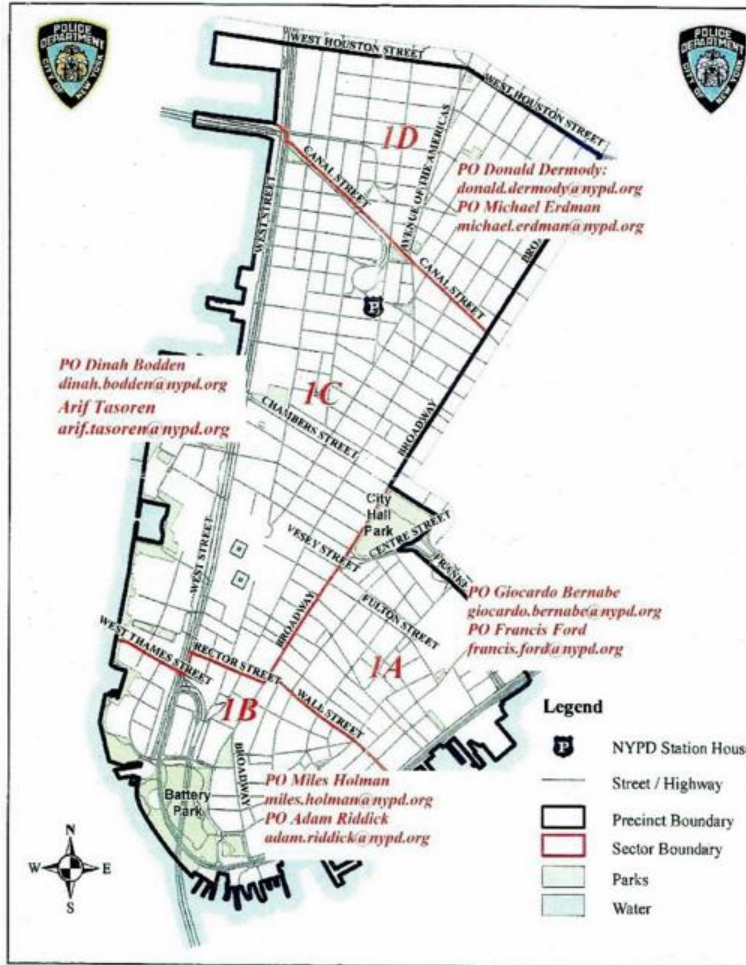 POLICE DEPARTMENT
CITY OF NEW YORK
POLICE DEPARTMENT
CITY OF NEW YORK
WEST HOUSTON STREET
WEST HOUSTON STREET
1D
AVENUE OF THE AMERICAS
CANAL STREET
WEST STREET
PO Donald Dermody:
donald.dermody@nypd.org
PO Michael Erdman
michael.erdman@nypd.org
CANAL STREET
P
PO Dinah Bodden
dinah.bodden@nypd.org
Arif Tasoren
arif.tasoren@nypd.org
1C
CHAMBERS STREET
BROADWAY
City
Hall
Park
CENTRE STREET
VESEY STREET
WEST STREET
FULTON STREET
BROADWAY
PO Giocardo Bernabe
giocardo.bernabe@nypd.org
PO Francis Ford
francis.ford@nypd.org
WEST THAMES STREET
RECTOR STREET
1A
WALL STREET
1B
BROADWAY
Battery
Park
PO Miles Holman
miles.holman@nypd.org
PO Adam Riddick
adam.riddick@nypd.org
Legend
P NYPD Station House
Street / Highway
Precinct Boundary
Sector Boundary
Parks
Water
N
W E
S